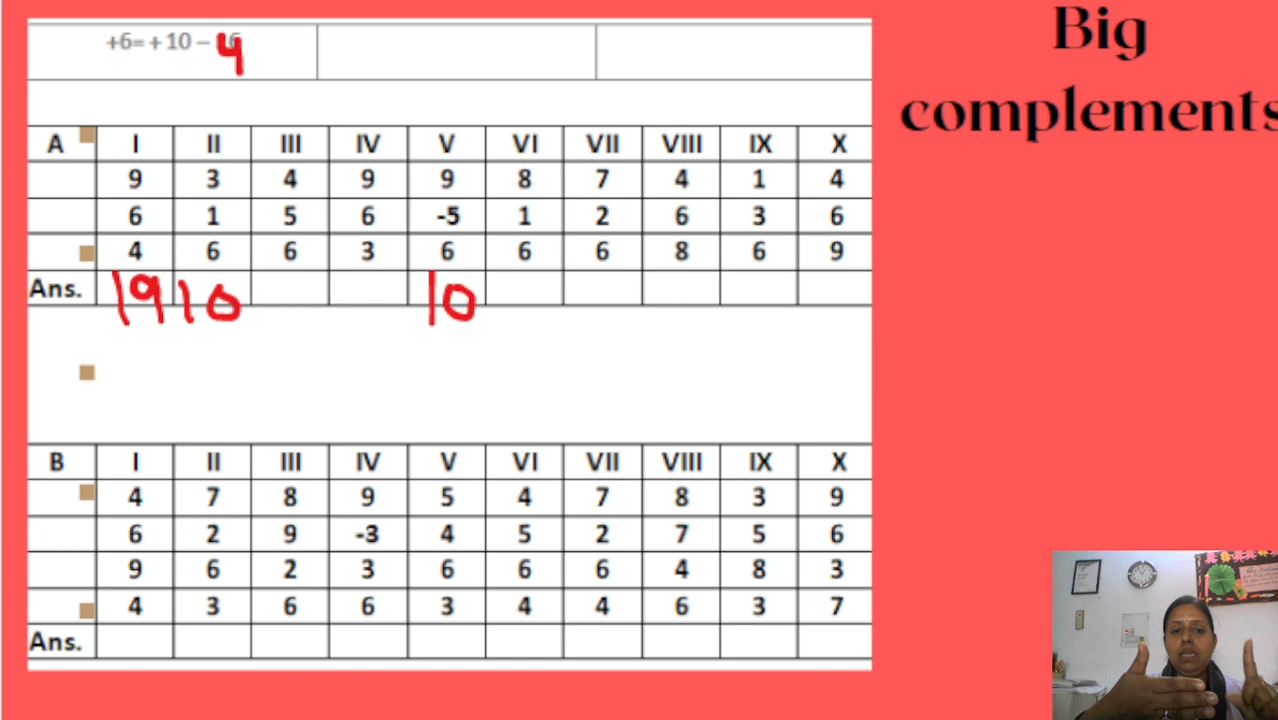 Big
complements
+6= + 10 – 4
A I II III IV V VI VII VIII IX X
9 3 4 9 9 8 7 4 1 4
6 1 5 6 -5 1 2 6 3 6
4 6 6 3 6 6 6 8 6 9
Ans. 19 10 10
B I II III IV V VI VII VIII IX X
4 7 8 9 5 4 7 8 3 9
6 2 9 -3 4 5 2 7 5 6
9 6 2 3 6 6 6 4 8 3
4 3 6 6 3 4 4 6 3 7
Ans.